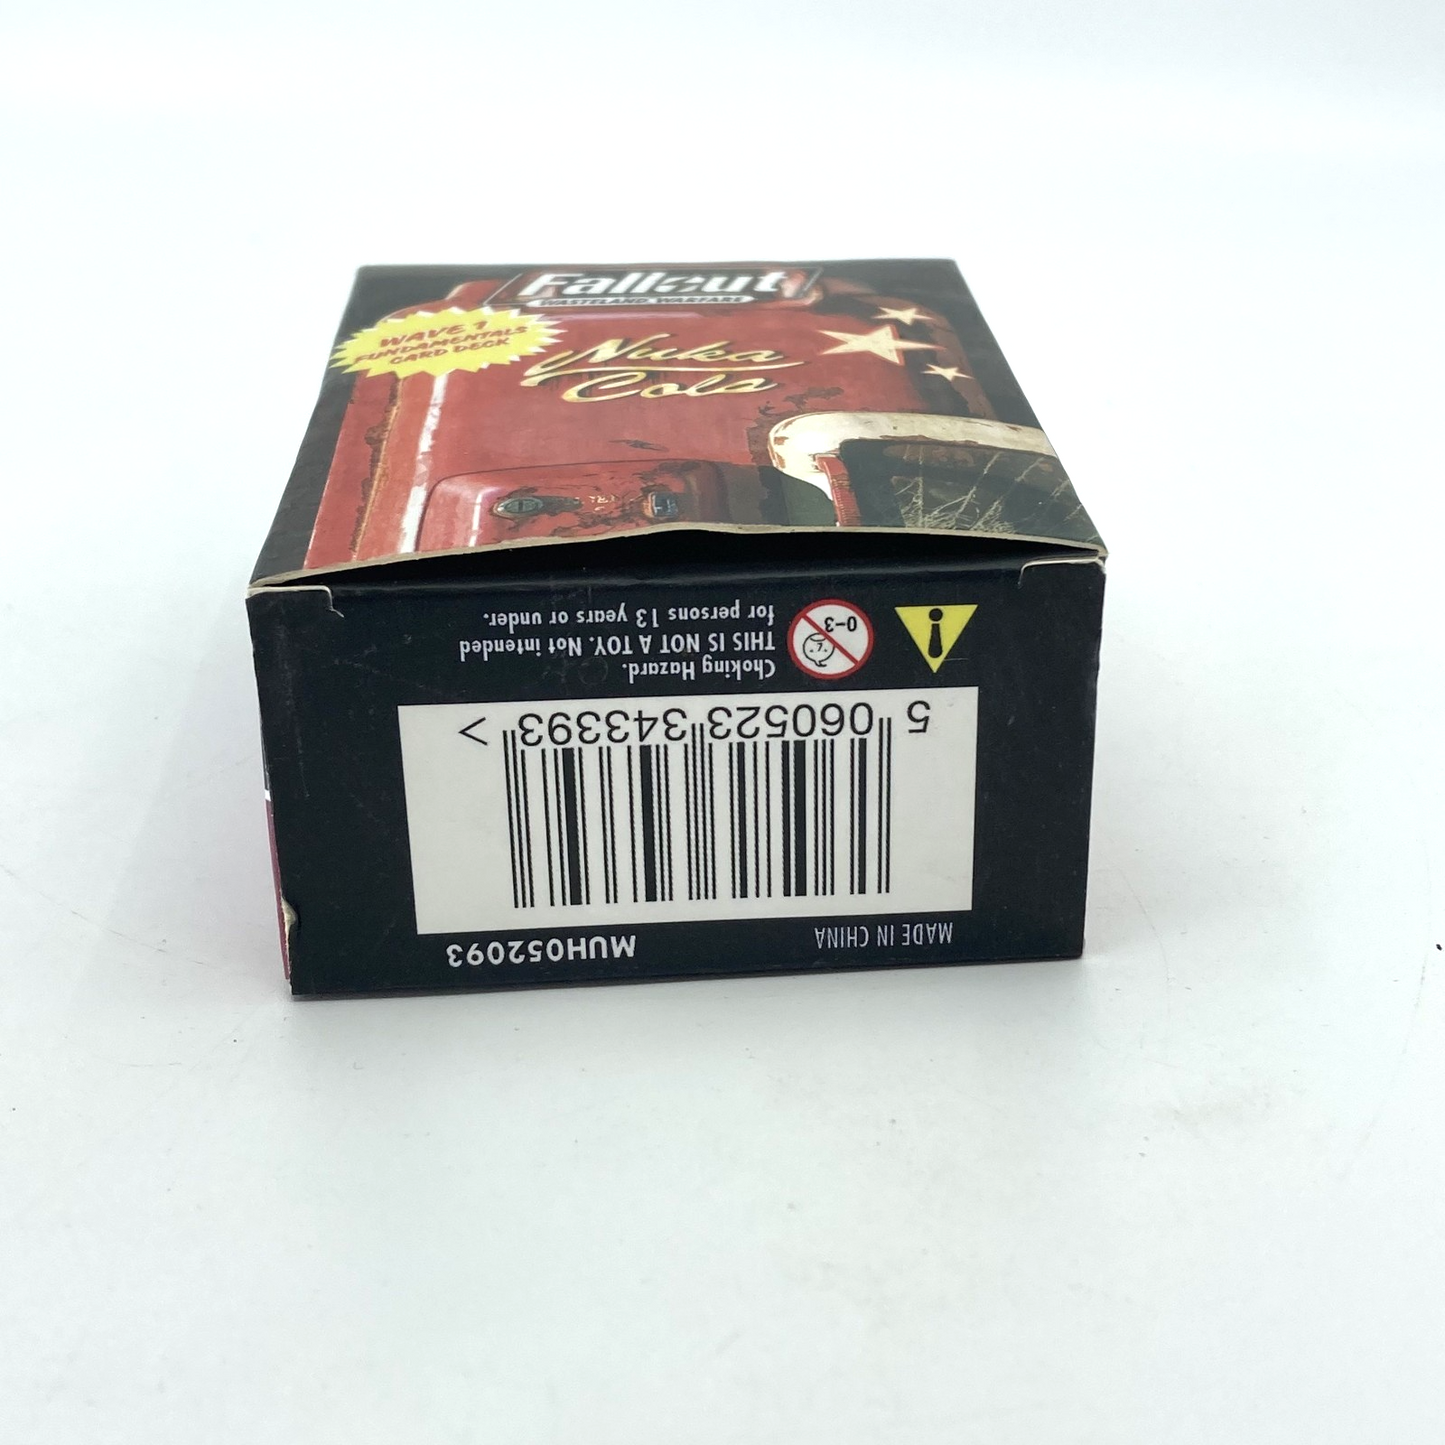 Fallout
WASTELAND WARFARE
WAVE 1
FUNDAMENTALS
CARD DECK
Nuka
Cola
MADE IN CHINA
MUH052093
5 060523 343393 >
0-3
Choking Hazard.
THIS IS NOT A TOY. Not intended
for persons 13 years or under.